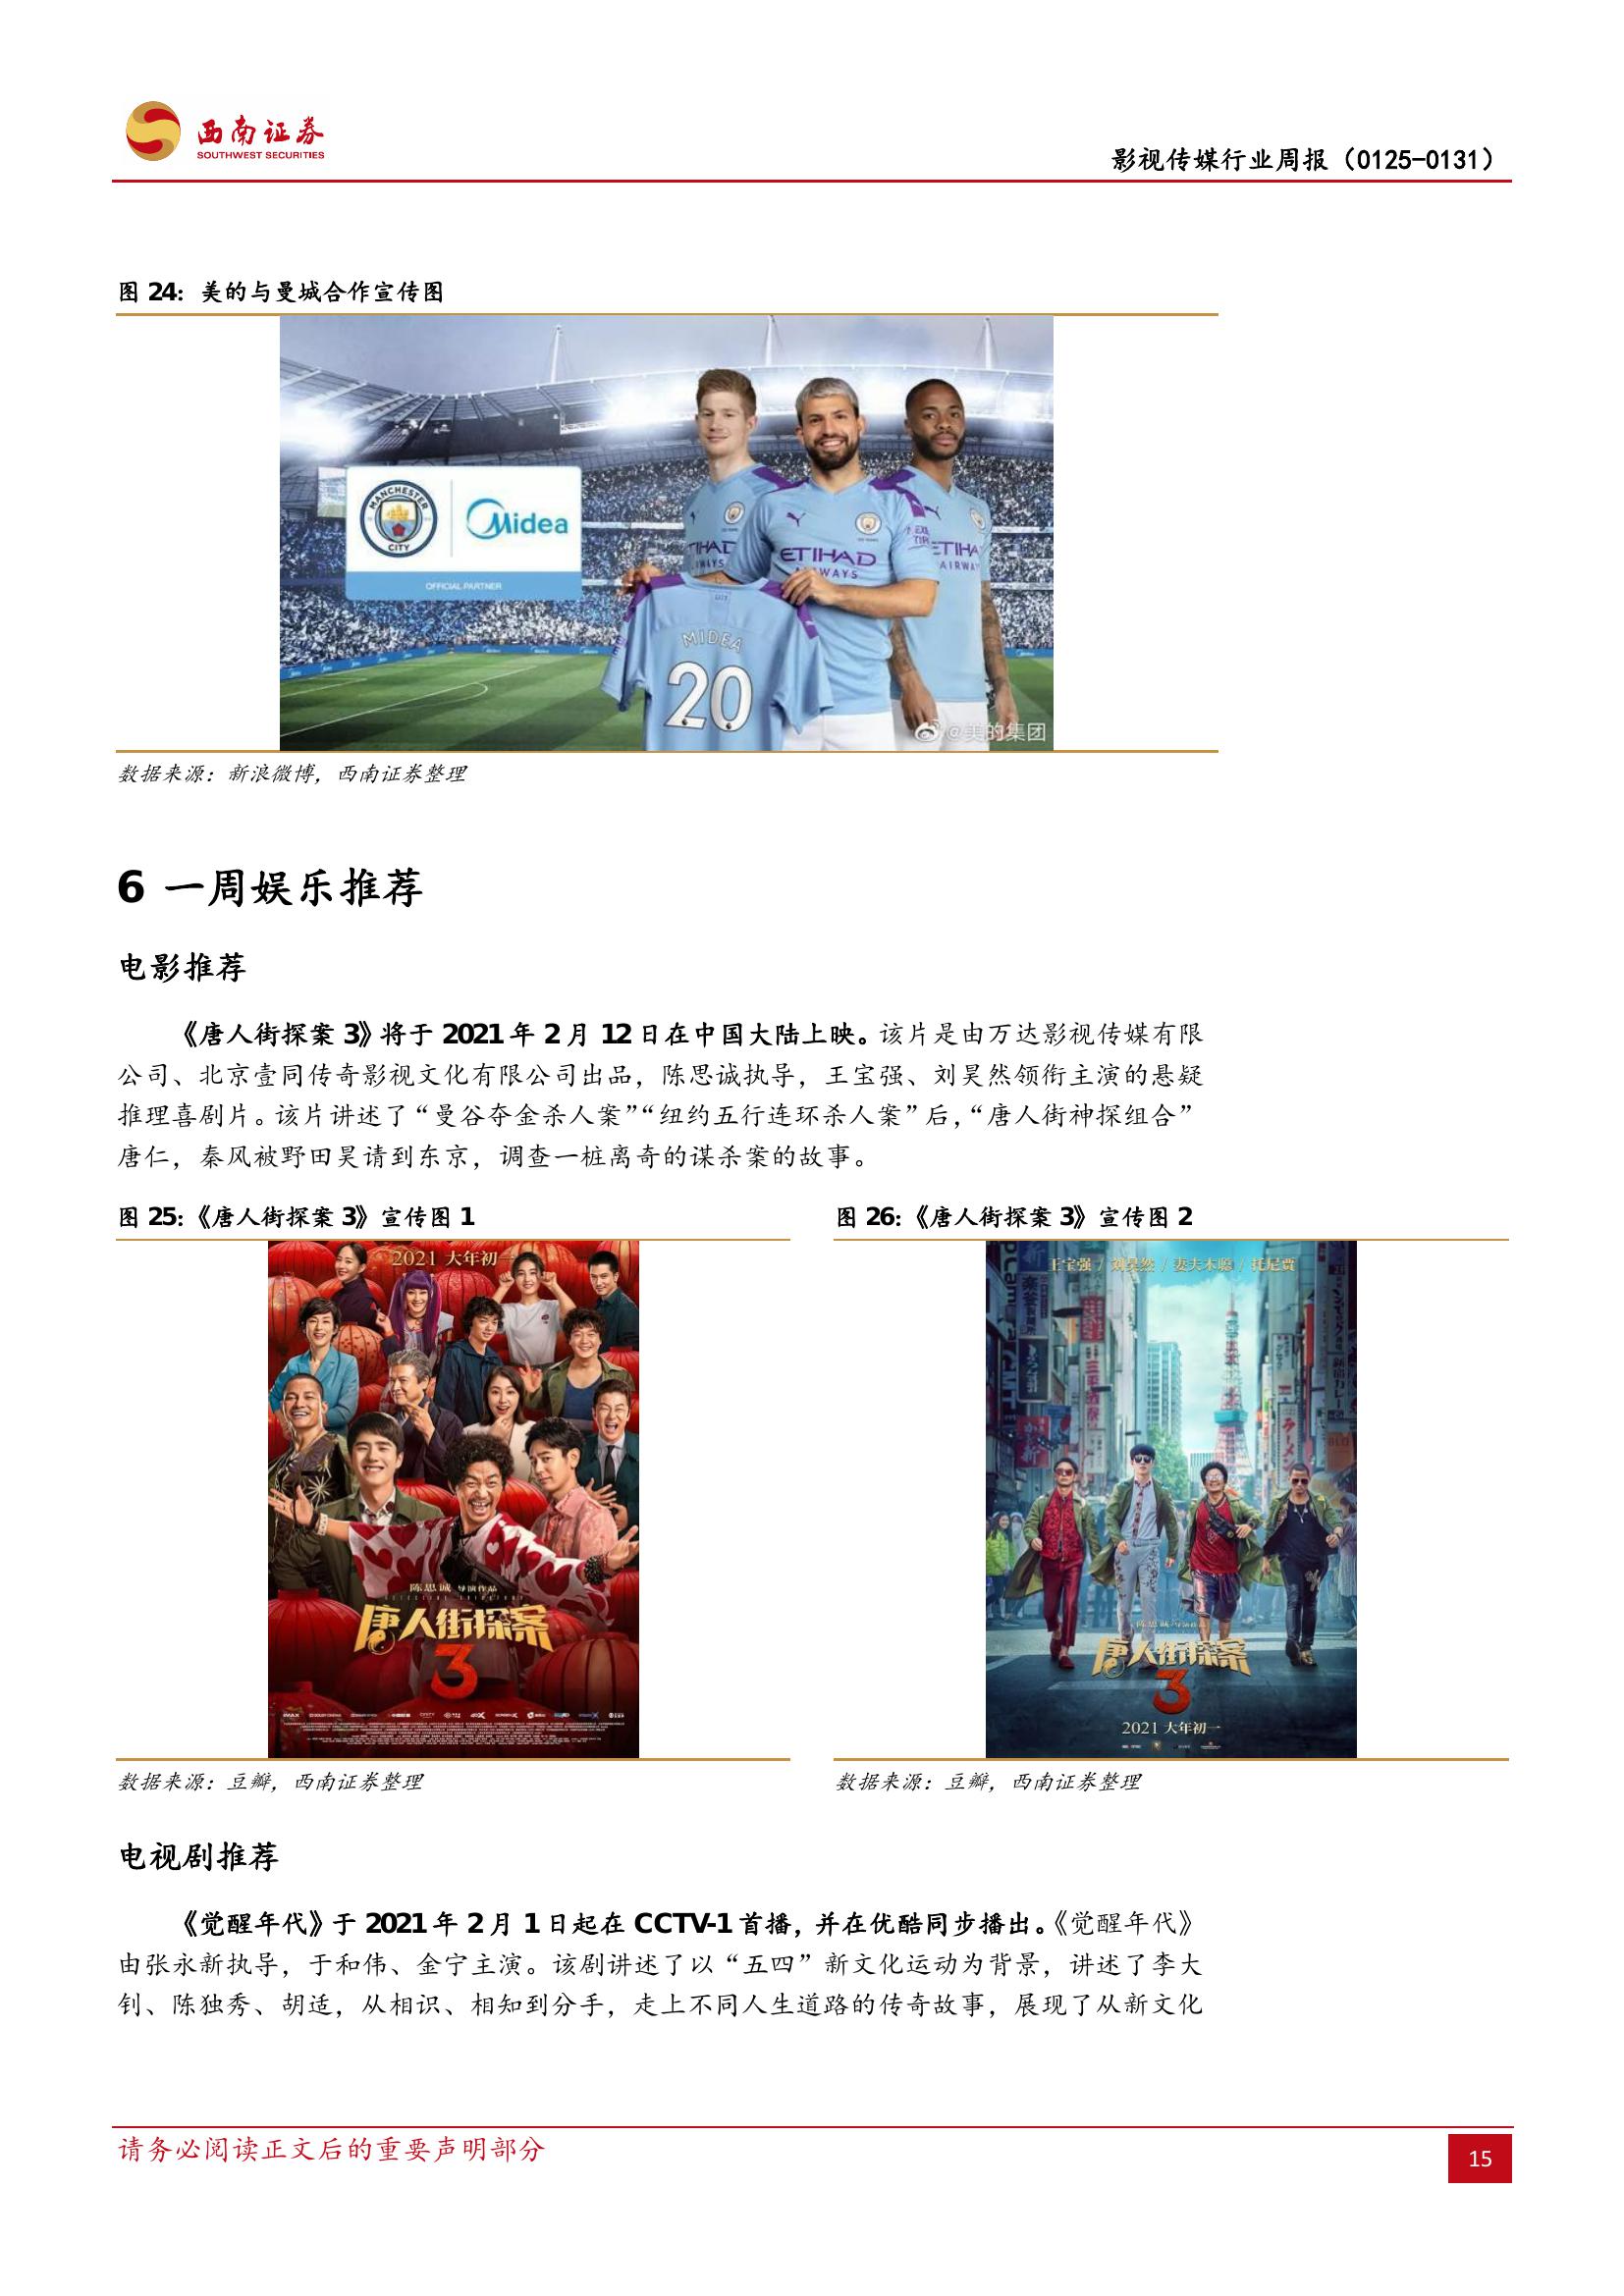 西南证券
SOUTHWEST SECURITIES
影视传媒行业周报（0125-0131）
图 24：美的与曼城合作宣传图
MANCHESTER
CITY
Midea
OFFICIAL PARTNER
ETIHAD
MIDEA
20
@美的集团
数据来源：新浪微博，西南证券整理
6 一周娱乐推荐
电影推荐
《唐人街探案 3》将于 2021 年 2 月 12 日在中国大陆上映。该片是由万达影视传媒有限
公司、北京壹同传奇影视文化有限公司出品，陈思诚执导，王宝强、刘昊然领衔主演的悬疑
推理喜剧片。该片讲述了“曼谷夺金杀人案”“纽约五行连环杀人案”后，“唐人街神探组合”
唐仁，秦风被野田昊请到东京，调查一桩离奇的谋杀案的故事。
图 25：《唐人街探案 3》宣传图 1
图 26：《唐人街探案 3》宣传图 2
2021 大年初一
陈思诚 导演作品
唐人街探案
3
王宝强 / 刘昊然 / 妻夫木聪 / 托尼賈
唐人街探案
3
2021 大年初一
数据来源：豆瓣，西南证券整理
数据来源：豆瓣，西南证券整理
电视剧推荐
《觉醒年代》于 2021 年 2 月 1 日起在 CCTV-1 首播，并在优酷同步播出。《觉醒年代》
由张永新执导，于和伟、金宁主演。该剧讲述了以“五四”新文化运动为背景，讲述了李大
钊、陈独秀、胡适，从相识、相知到分手，走上不同人生道路的传奇故事，展现了从新文化
请务必阅读正文后的重要声明部分
15